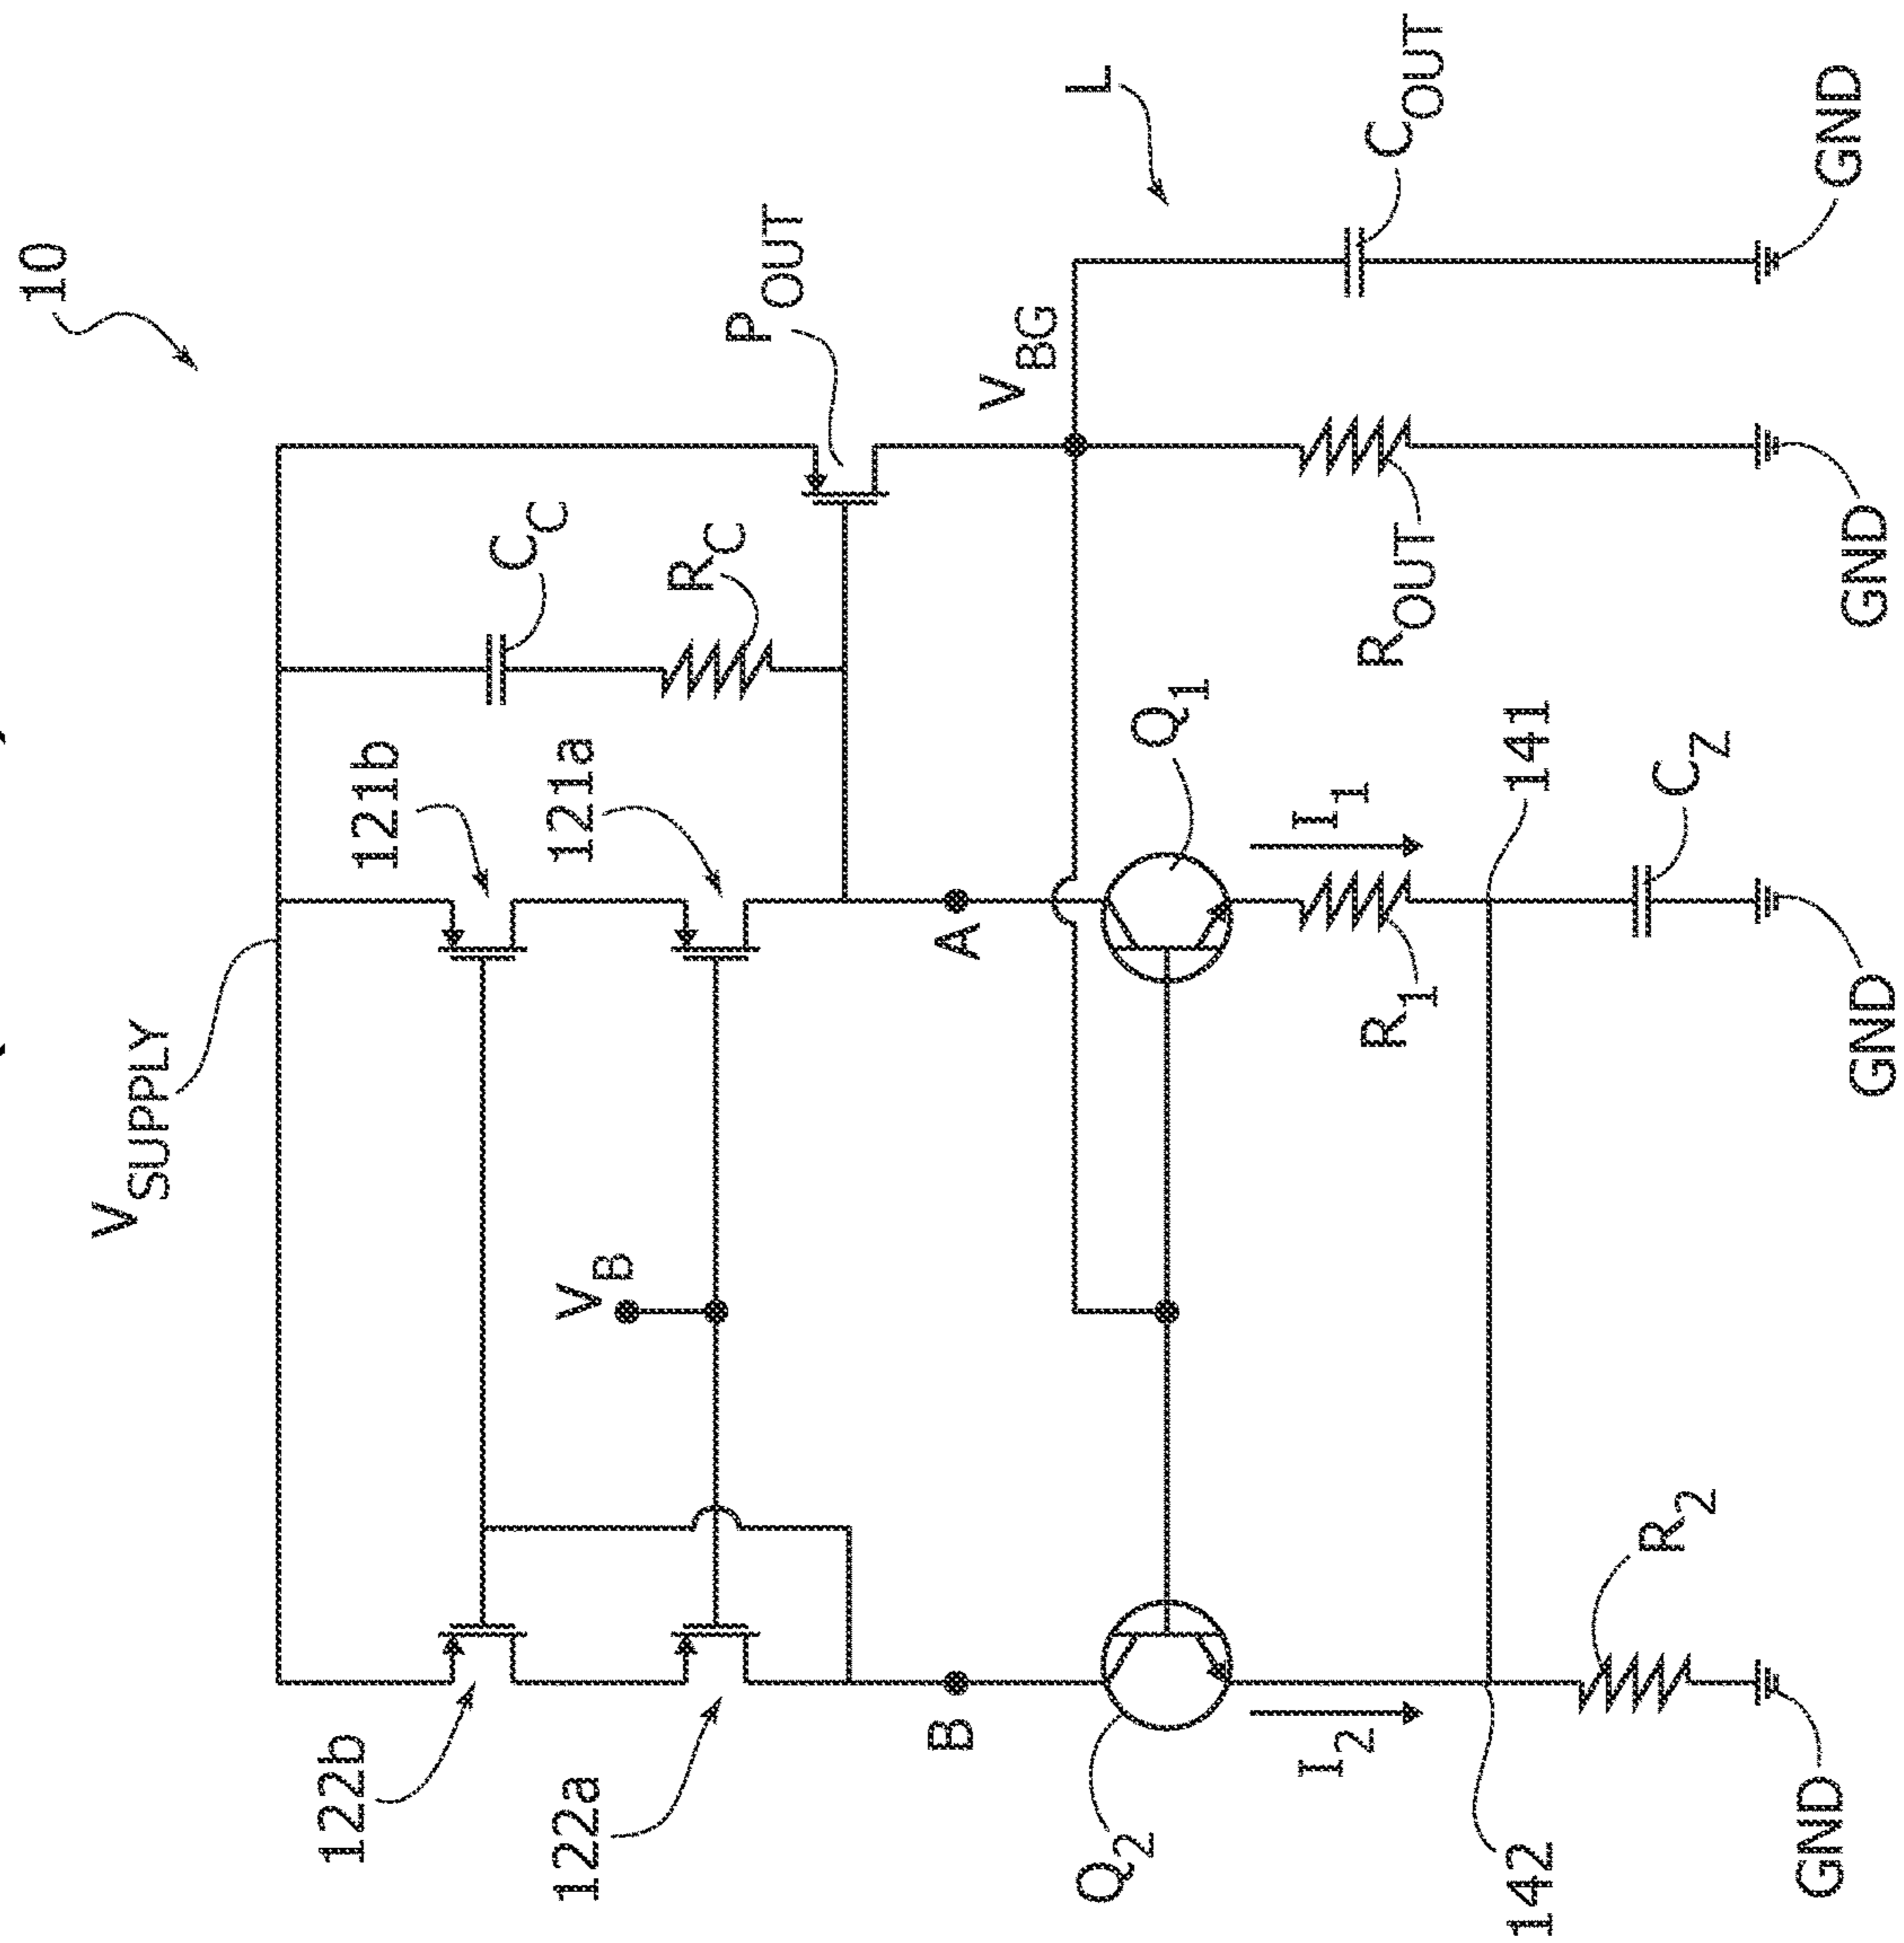 10
V_SUPPLY
122b
122a
V_B
121b
121a
C_C
R_C
P_OUT
B
A
V_BG
L
Q_2
Q_1
I_2
I_1
R_1
R_OUT
C_OUT
142
141
R_2
C_Z
GND
GND
GND
GND